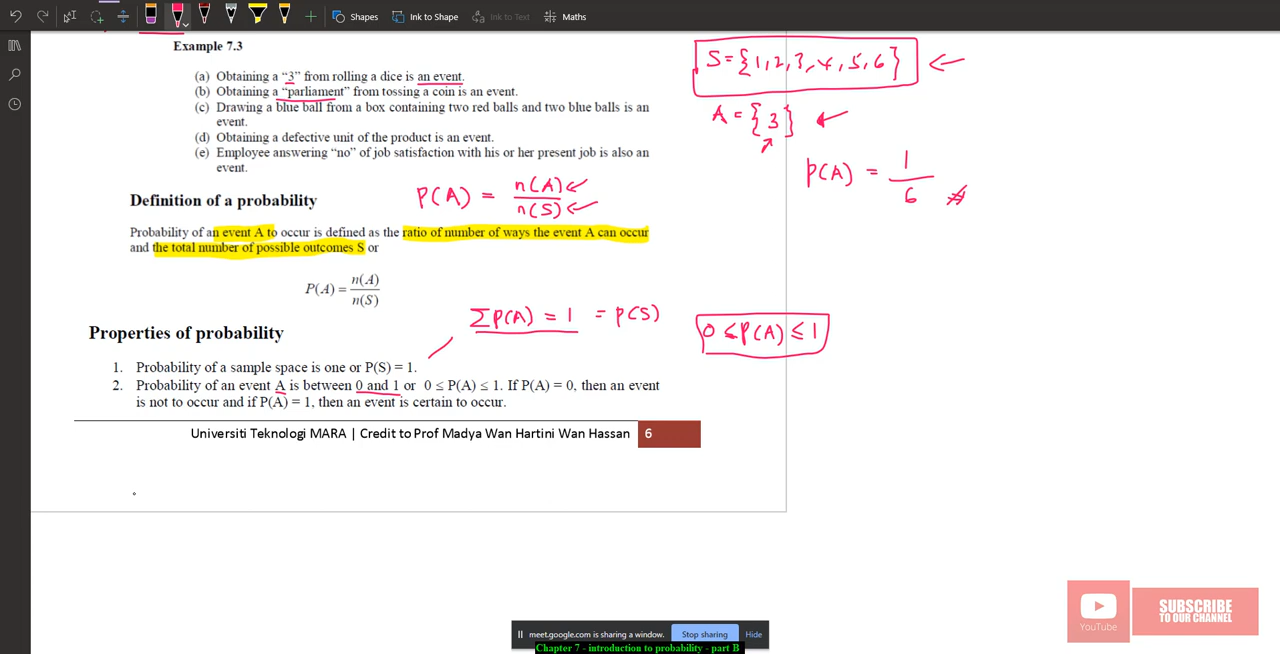 Shapes
Ink to Shape
Ink to Text
Maths
Example 7.3
(a) Obtaining a “3” from rolling a dice is an event.
(b) Obtaining a “parliament” from tossing a coin is an event.
(c) Drawing a blue ball from a box containing two red balls and two blue balls is an
event.
(d) Obtaining a defective unit of the product is an event.
(e) Employee answering “no” of job satisfaction with his or her present job is also an
event.
S = {1,2,3,4,5,6}
A = {3}
P(A) = 1/6
Definition of a probability
P(A) = n(A)/n(S)
Probability of an event A to occur is defined as the ratio of number of ways the event A can occur
and the total number of possible outcomes S or
P(A) = n(A)/n(S)
ΣP(A) = 1 = P(S)
0 ≤ P(A) ≤ 1
Properties of probability
1. Probability of a sample space is one or P(S) = 1.
2. Probability of an event A is between 0 and 1 or 0 ≤ P(A) ≤ 1. If P(A) = 0, then an event
is not to occur and if P(A) = 1, then an event is certain to occur.
Universiti Teknologi MARA | Credit to Prof Madya Wan Hartini Wan Hassan 6
YouTube
SUBSCRIBE
TO OUR CHANNEL
meet.google.com is sharing a window. Stop sharing Hide
Chapter 7 - introduction to probability - part B